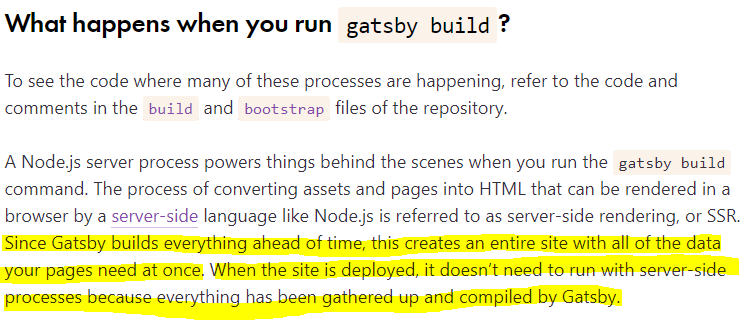 What happens when you run gatsby build?
To see the code where many of these processes are happening, refer to the code and
comments in the build and bootstrap files of the repository.
A Node.js server process powers things behind the scenes when you run the gatsby build
command. The process of converting assets and pages into HTML that can be rendered in a
browser by a server-side language like Node.js is referred to as server-side rendering, or SSR.
Since Gatsby builds everything ahead of time, this creates an entire site with all of the data
your pages need at once. When the site is deployed, it doesn’t need to run with server-side
processes because everything has been gathered up and compiled by Gatsby.